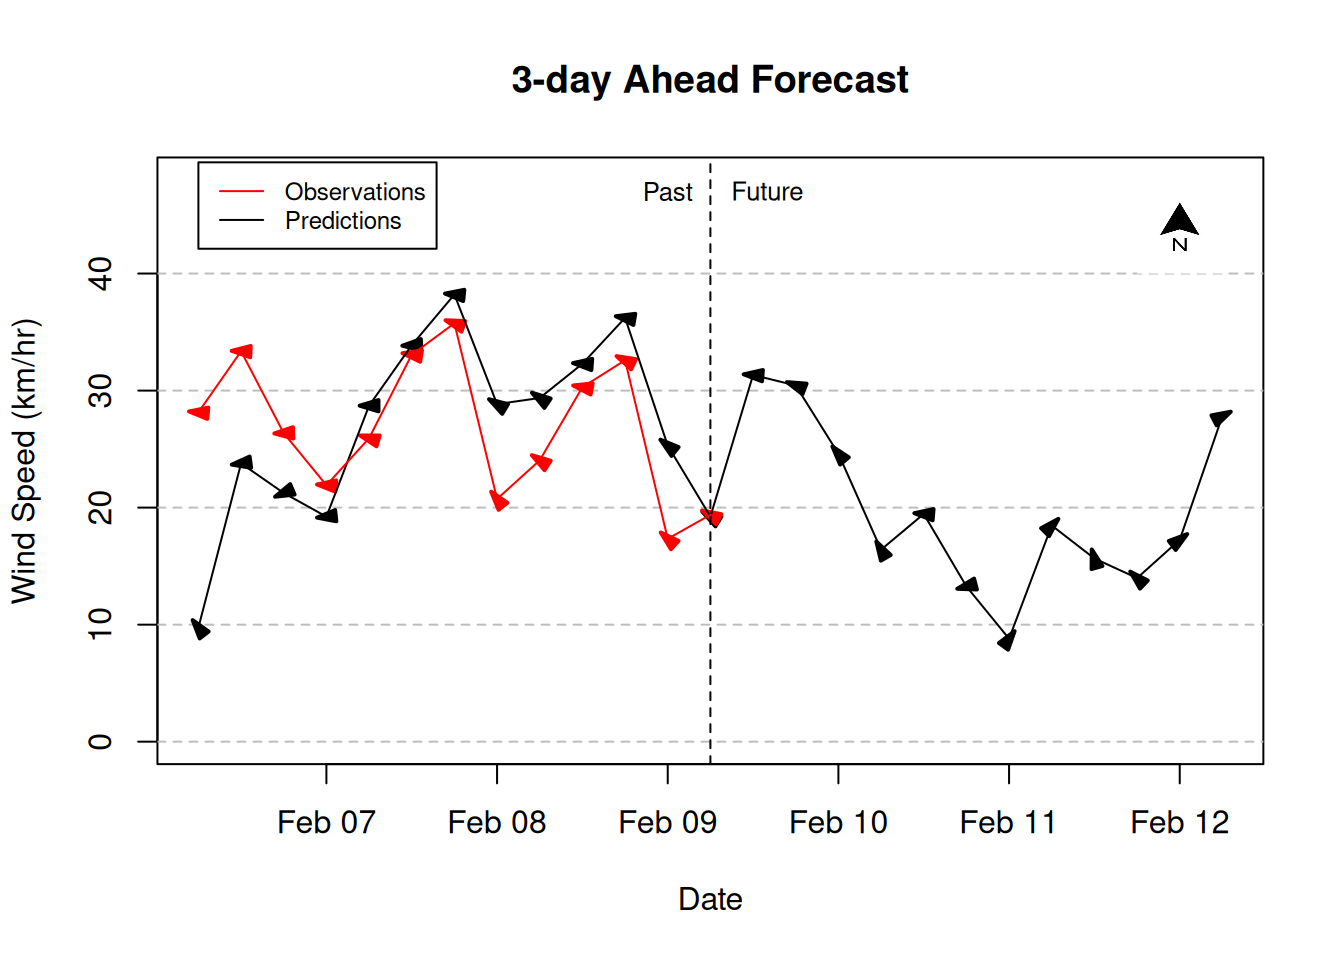 3-day Ahead Forecast
Observations
Predictions
Past
Future
N
Wind Speed (km/hr)
40
30
20
10
0
Feb 07
Feb 08
Feb 09
Feb 10
Feb 11
Feb 12
Date